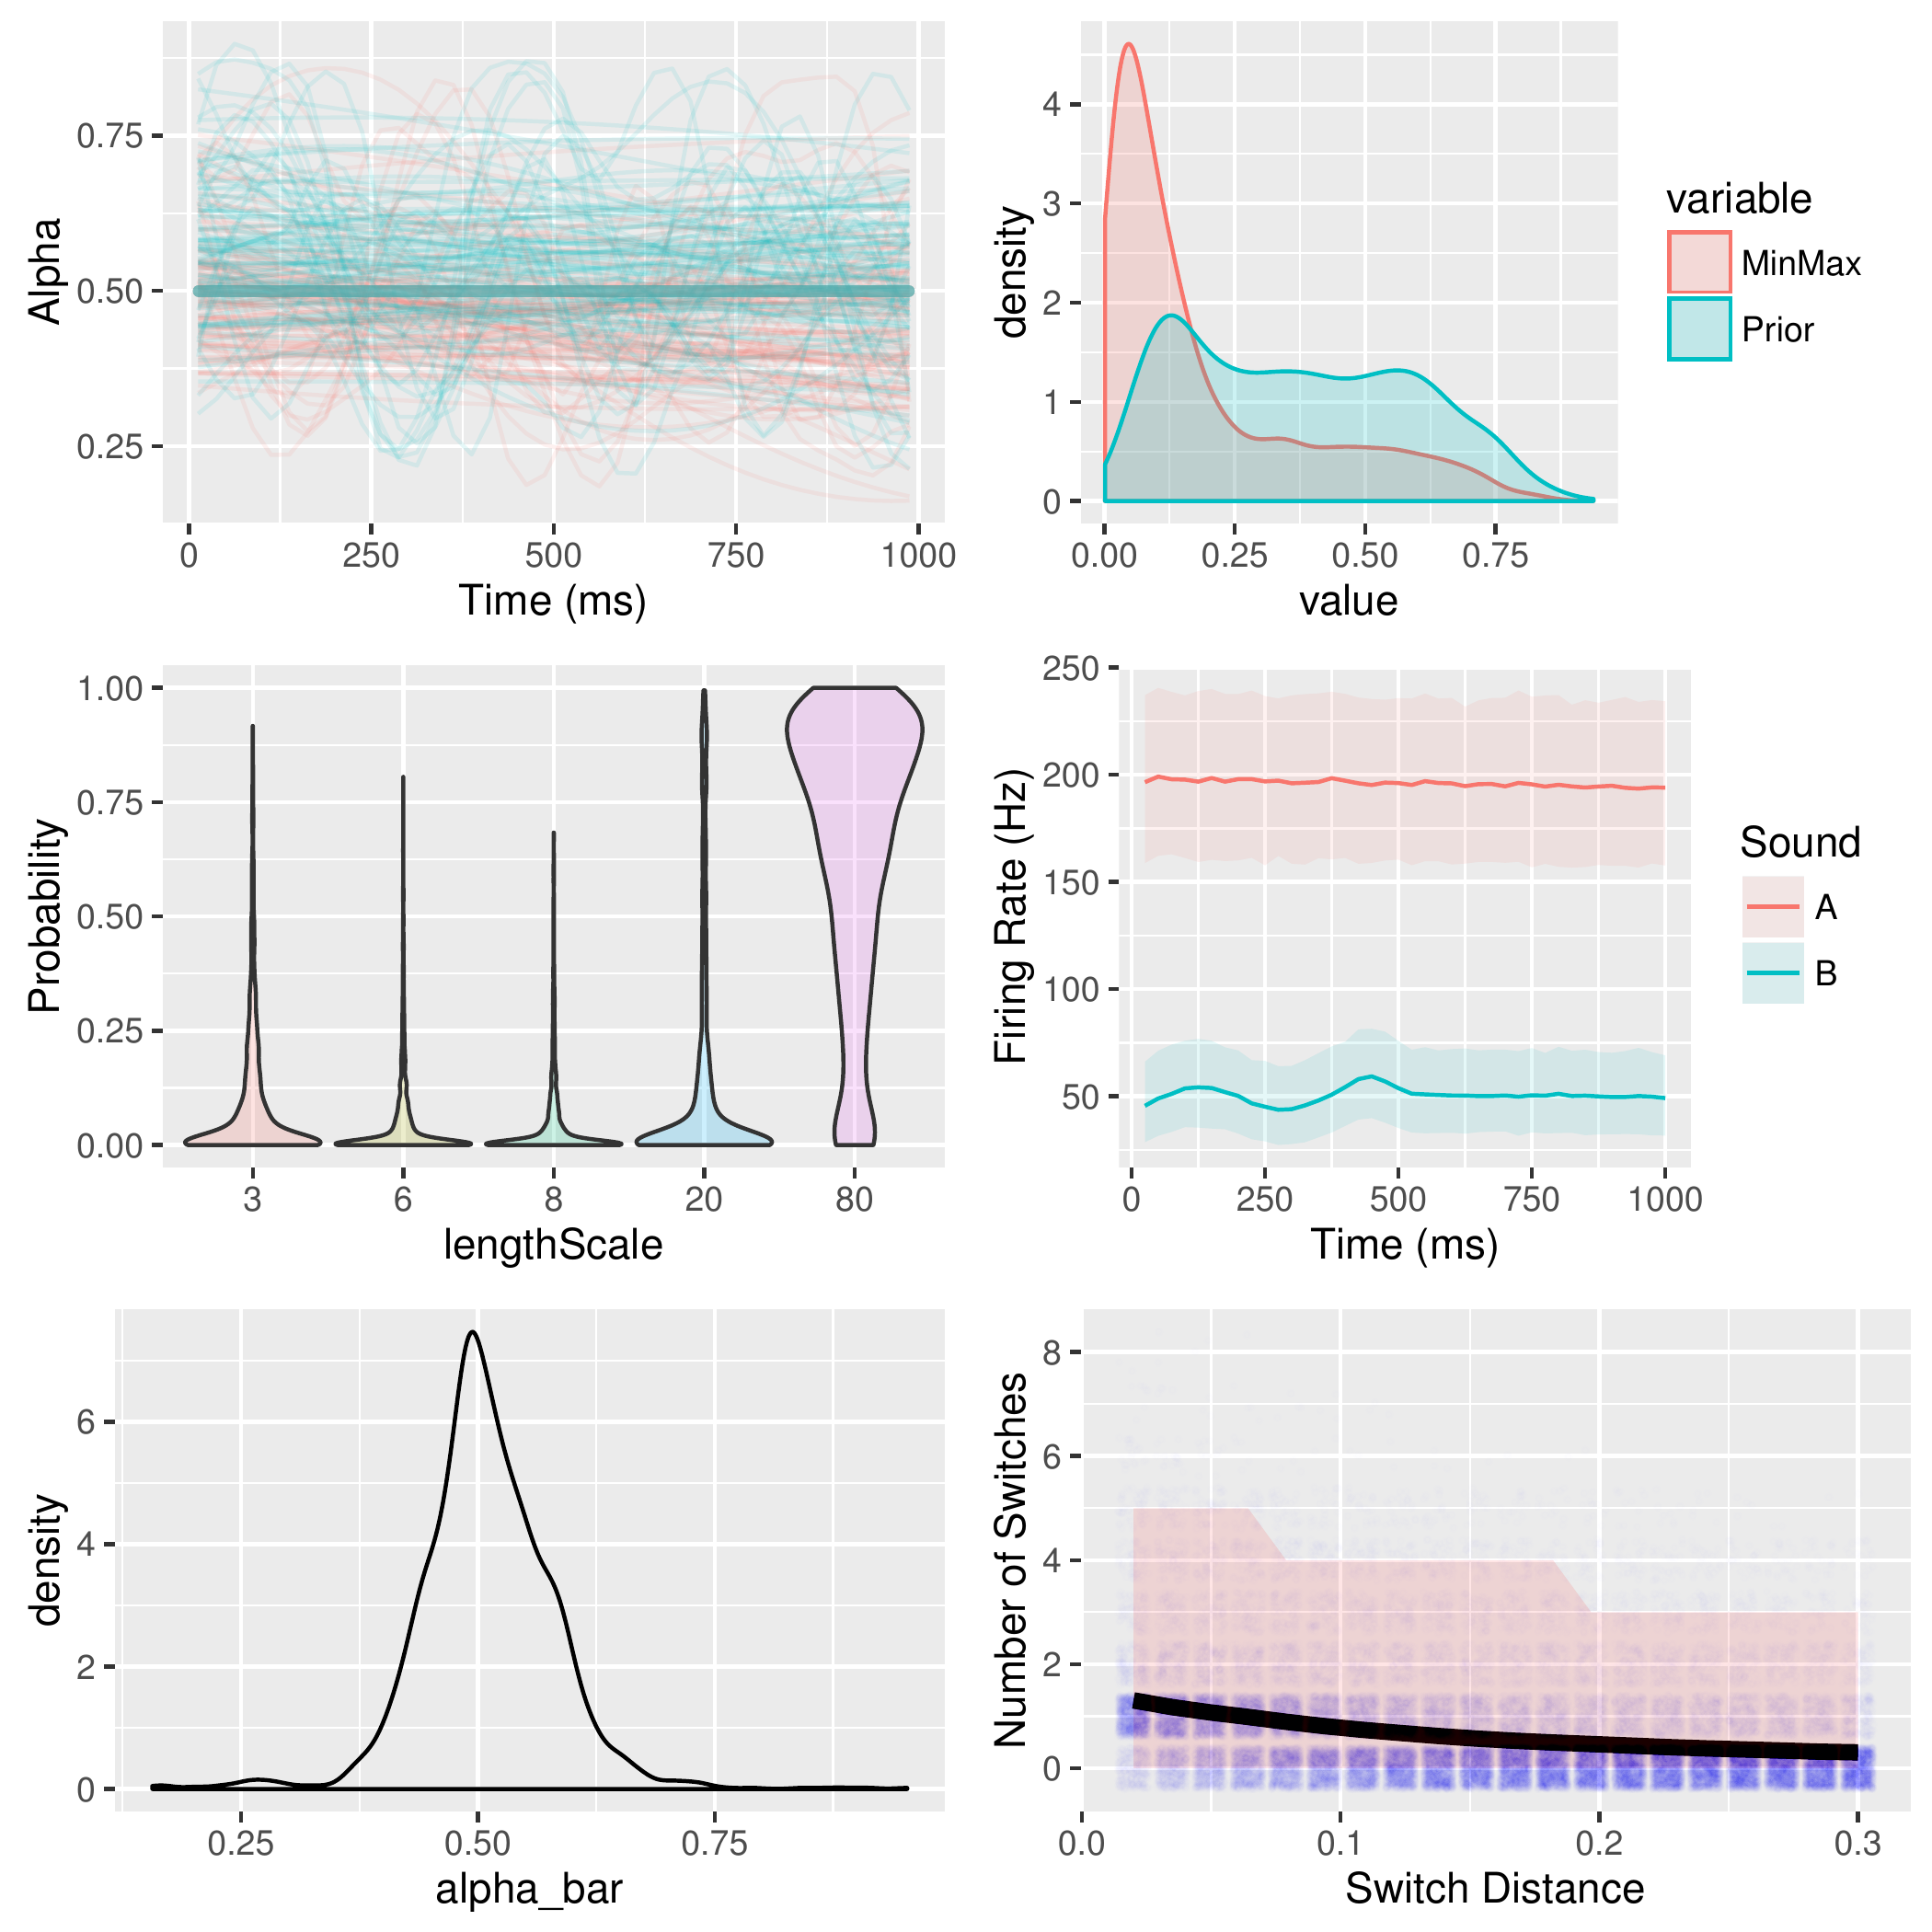 Alpha
0.75
0.50
0.25
0 250 500 750 1000
Time (ms)
density
4
3
2
1
0
0.00 0.25 0.50 0.75
value
variable
MinMax
Prior
Probability
1.00
0.75
0.50
0.25
0.00
3 6 8 20 80
lengthScale
Firing Rate (Hz)
250
200
150
100
50
0 250 500 750 1000
Time (ms)
Sound
A
B
density
6
4
2
0
0.25 0.50 0.75
alpha_bar
Number of Switches
8
6
4
2
0
0.0 0.1 0.2 0.3
Switch Distance